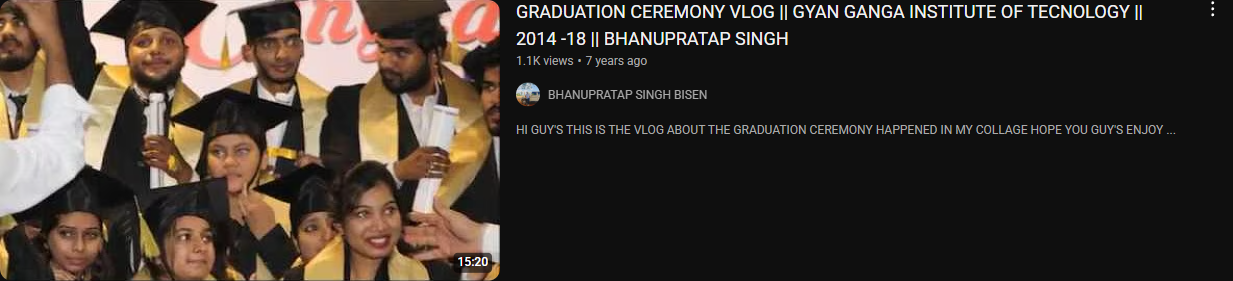 GRADUATION CEREMONY VLOG || GYAN GANGA INSTITUTE OF TECNOLOGY ||
2014 -18 || BHANUPRATAP SINGH
1.1K views • 7 years ago
BHANUPRATAP SINGH BISEN
HI GUY'S THIS IS THE VLOG ABOUT THE GRADUATION CEREMONY HAPPENED IN MY COLLAGE HOPE YOU GUY'S ENJOY ...
15:20